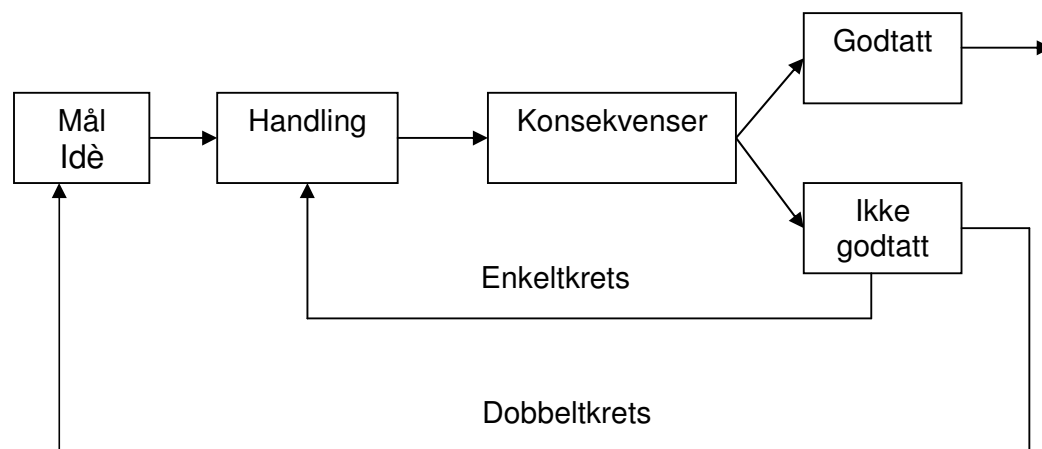 Mål
Idè
Handling
Konsekvenser
Godtatt
Ikke
godtatt
Enkeltkrets
Dobbeltkrets